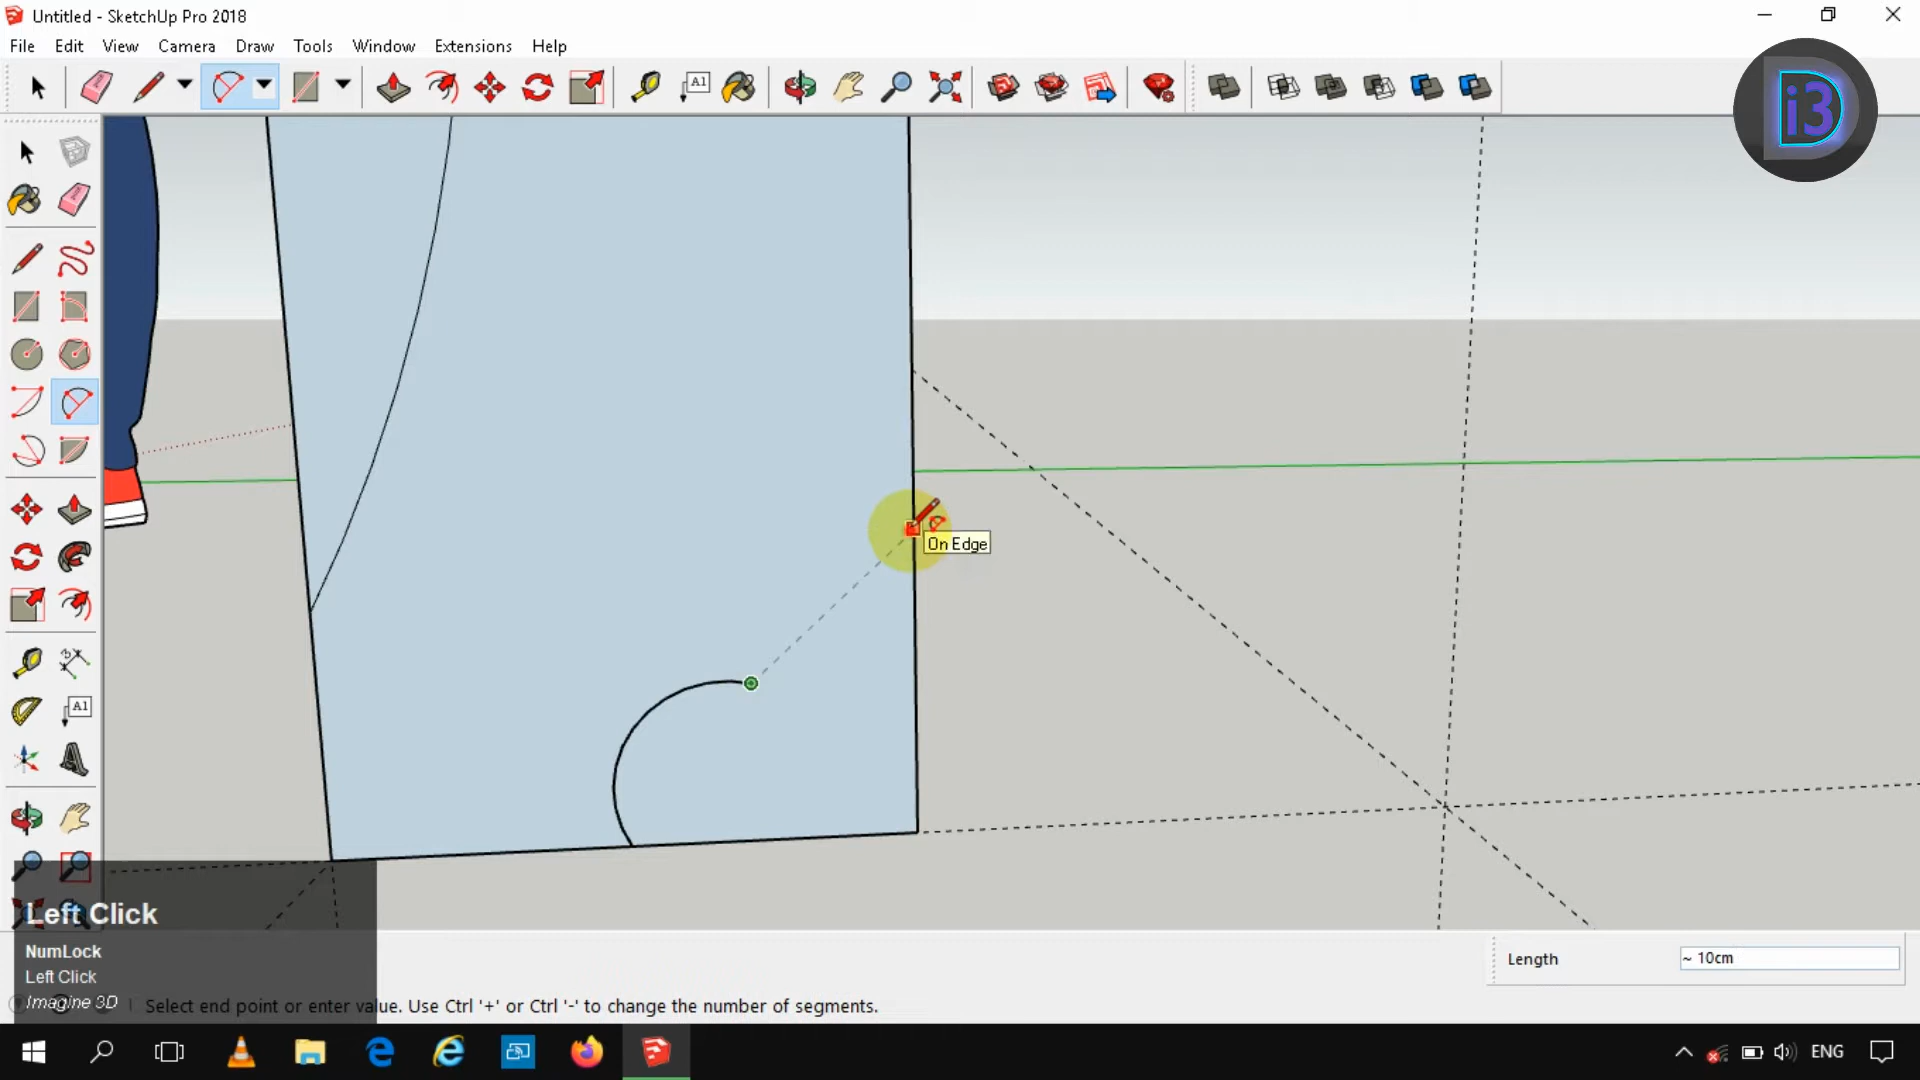 Untitled - SketchUp Pro 2018
File Edit View Camera Draw Tools Window Extensions Help
A1
i3
On Edge
A1
Left Click
NumLock
Left Click
Imagine 3D
Length ~ 10cm
Select end point or enter value. Use Ctrl '+' or Ctrl '-' to change the number of segments.
ENG